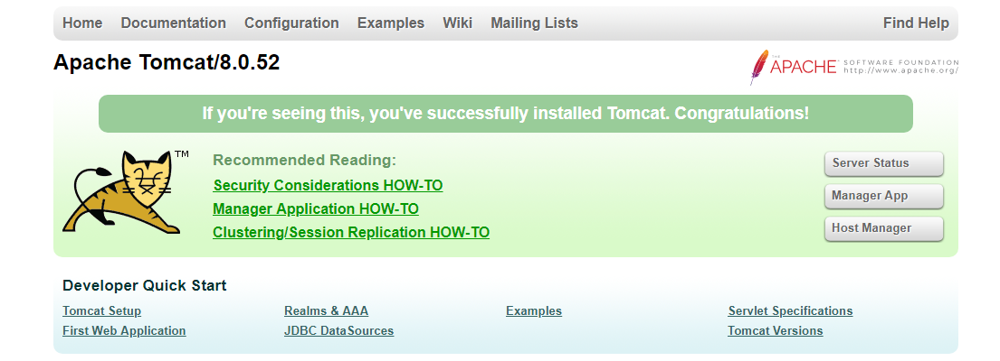 Home Documentation Configuration Examples Wiki Mailing Lists Find Help
Apache Tomcat/8.0.52
THE
APACHE™ SOFTWARE FOUNDATION
http://www.apache.org/
If you're seeing this, you've successfully installed Tomcat. Congratulations!
TM
Recommended Reading:
Security Considerations HOW-TO
Manager Application HOW-TO
Clustering/Session Replication HOW-TO
Server Status
Manager App
Host Manager
Developer Quick Start
Tomcat Setup Realms & AAA Examples Servlet Specifications
First Web Application JDBC DataSources Tomcat Versions